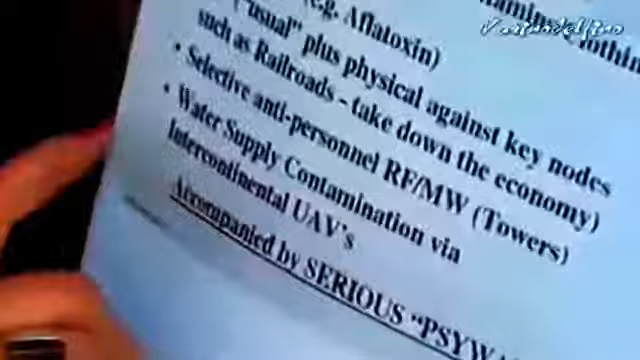 (e.g. Aflatoxin)
("usual" plus physical against key nodes
such as Railroads - take down the economy)
• Selective anti-personnel RF/MW (Towers)
• Water Supply Contamination via
Intercontinental UAV's
Accompanied by SERIOUS "PSYWA